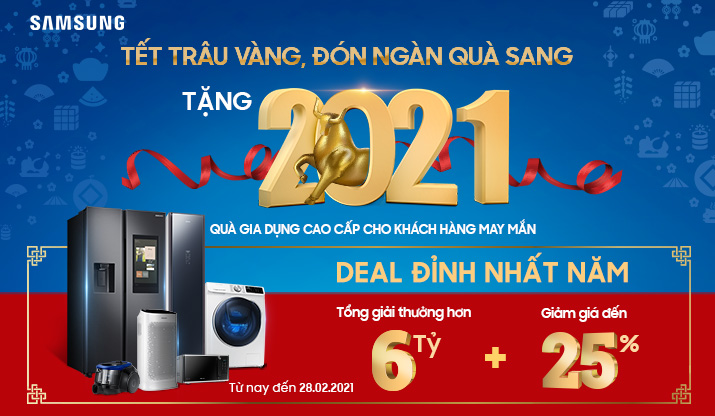 SAMSUNG
TẾT TRÂU VÀNG, ĐÓN NGÀN QUÀ SANG
TẶNG
2021
QUÀ GIA DỤNG CAO CẤP CHO KHÁCH HÀNG MAY MẮN
DEAL ĐỈNH NHẤT NĂM
Tổng giải thưởng hơn
6 Tỷ
+
Giảm giá đến
25%
Từ nay đến 28.02.2021